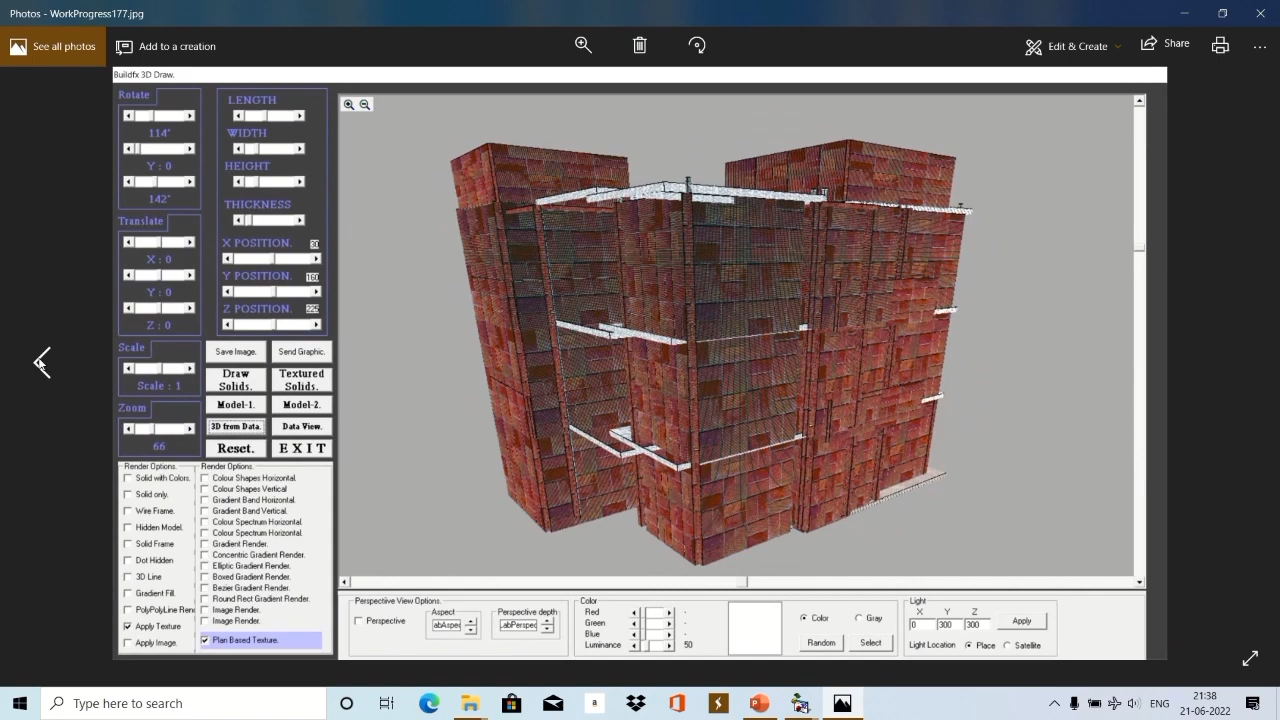 Photos - WorkProgress177.jpg
See all photos
Add to a creation
Edit & Create
Share
Buildfx 3D Draw.
Rotate
114°
Y : 0
142°
Translate
X : 0
Y : 0
Z : 0
Scale
Scale : 1
Zoom
66
LENGTH
WIDTH
HEIGHT
THICKNESS
X POSITION. 30
Y POSITION. 160
Z POSITION. 225
Save Image. Send Graphic.
Draw Solids. Textured Solids.
Model-1. Model-2.
3D from Data. Data View.
Reset. E X I T
Render Options.
Solid with Colors.
Solid only.
Wire Frame.
Hidden Model.
Solid Frame
Dot Hidden
3D Line
Gradient Fill.
PolyPolyLine Ren
Apply Texture
Apply Image.
Render Options.
Colour Shapes Horizontal.
Colour Shapes Vertical
Gradient Band Horizontal.
Gradient Band Vertical.
Colour Spectrum Horizontal.
Colour Spectrum Horizontal.
Gradient Render.
Concentric Gradient Render.
Elliptic Gradient Render.
Boxed Gradient Render.
Bezier Gradient Render.
Round Rect Gradient Render.
Image Render.
Image Render.
Plan Based Texture.
Perspective View Options.
Perspective
Aspect
abAspec
Perspective depth
.abPerspec
Color
Red
Green
Blue
Luminance 50
Color Gray
Random Select
Light
X Y Z
0 300 300 Apply
Light Location Place Satellite
Type here to search
ENG
21:38
21-06-2022